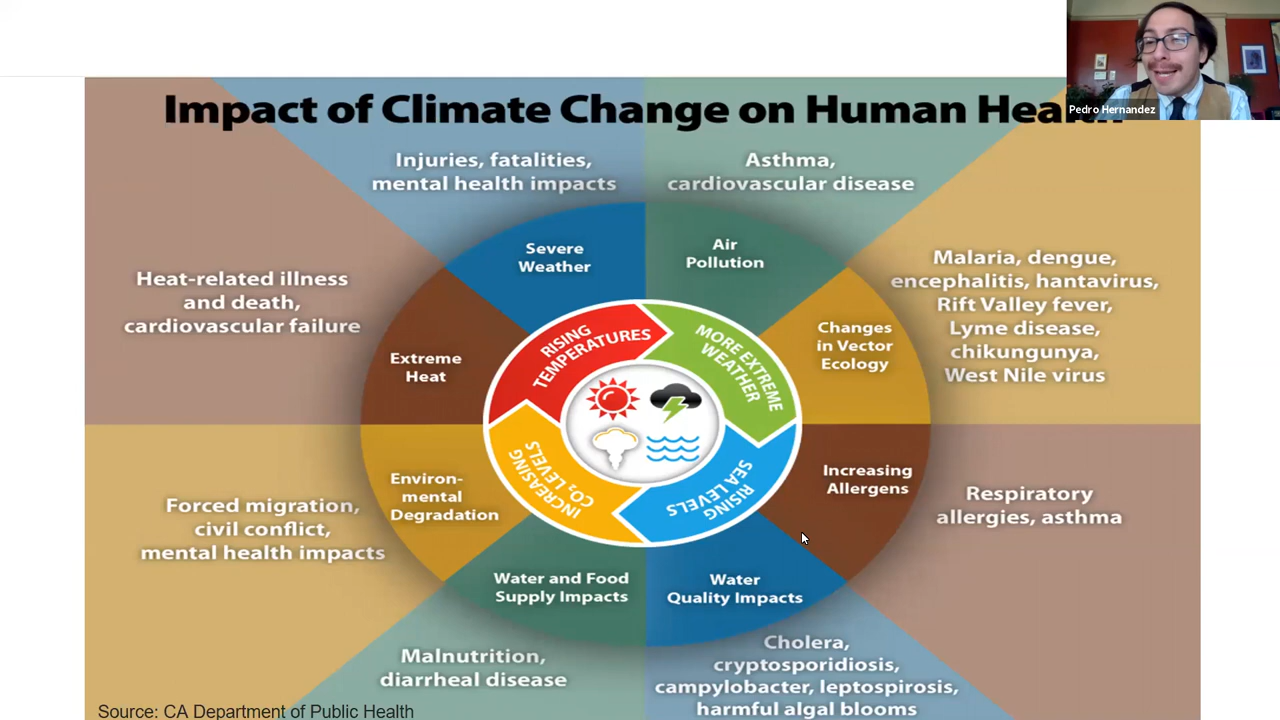 Impact of Climate Change on Human Health
Pedro Hernandez
Injuries, fatalities,
mental health impacts
Asthma,
cardiovascular disease
Severe
Weather
Air
Pollution
Heat-related illness
and death,
cardiovascular failure
Extreme
Heat
Changes
in Vector
Ecology
Malaria, dengue,
encephalitis, hantavirus,
Rift Valley fever,
Lyme disease,
chikungunya,
West Nile virus
RISING
TEMPERATURES
MORE EXTREME
WEATHER
INCREASING
CO₂ LEVELS
RISING
SEA LEVELS
Forced migration,
civil conflict,
mental health impacts
Environ-
mental
Degradation
Increasing
Allergens
Respiratory
allergies, asthma
Water and Food
Supply Impacts
Water
Quality Impacts
Malnutrition,
diarrheal disease
Cholera,
cryptosporidiosis,
campylobacter, leptospirosis,
harmful algal blooms
Source: CA Department of Public Health